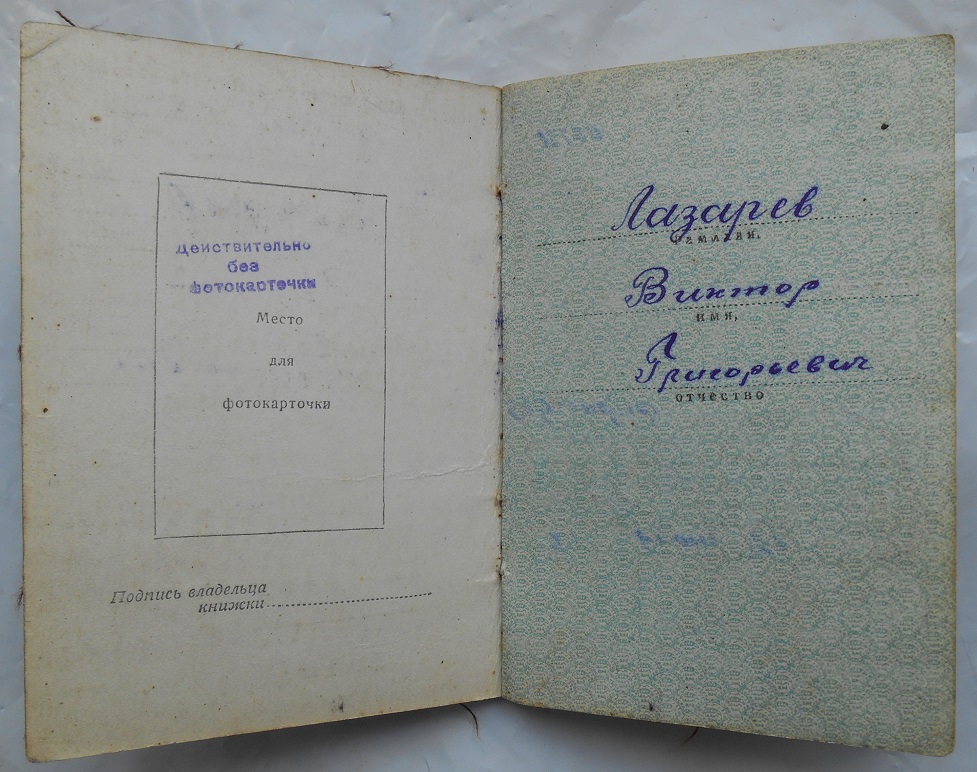 Действительно
без
фотокарточки
Место
для
фотокарточки
Подпись владельца
книжки
Лазарев
фамилия,
Виктор
имя,
Григорьевич
отчество